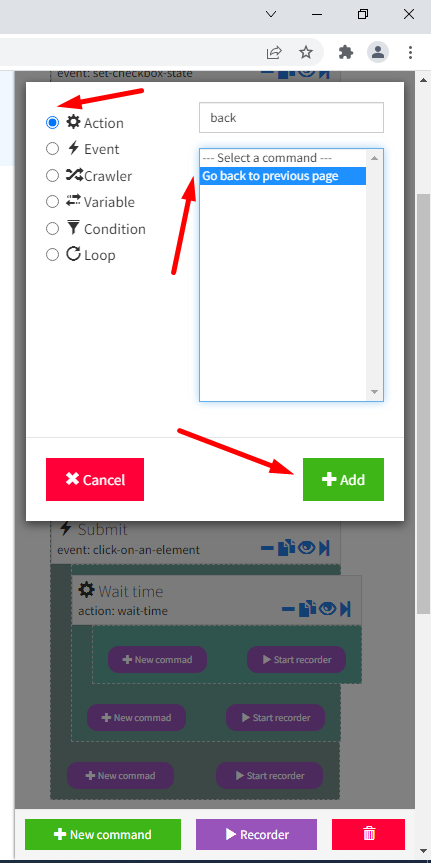 event: set-checkbox-state
Action
Event
Crawler
Variable
Condition
Loop
back
--- Select a command ---
Go back to previous page
Cancel
Add
Submit
event: click-on-an-element
Wait time
action: wait-time
New commad
Start recorder
New commad
Start recorder
New commad
Start recorder
New command
Recorder